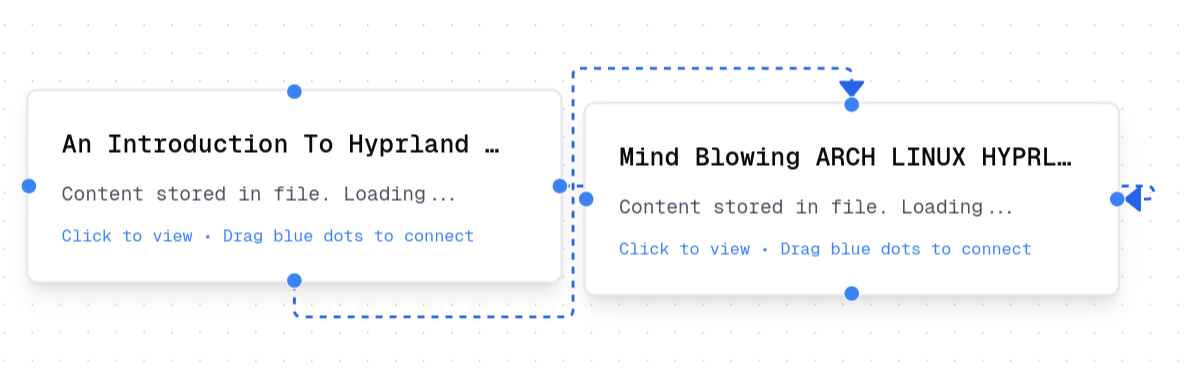 An Introduction To Hyprland …
Content stored in file. Loading...
Click to view • Drag blue dots to connect
Mind Blowing ARCH LINUX HYPRL…
Content stored in file. Loading...
Click to view • Drag blue dots to connect